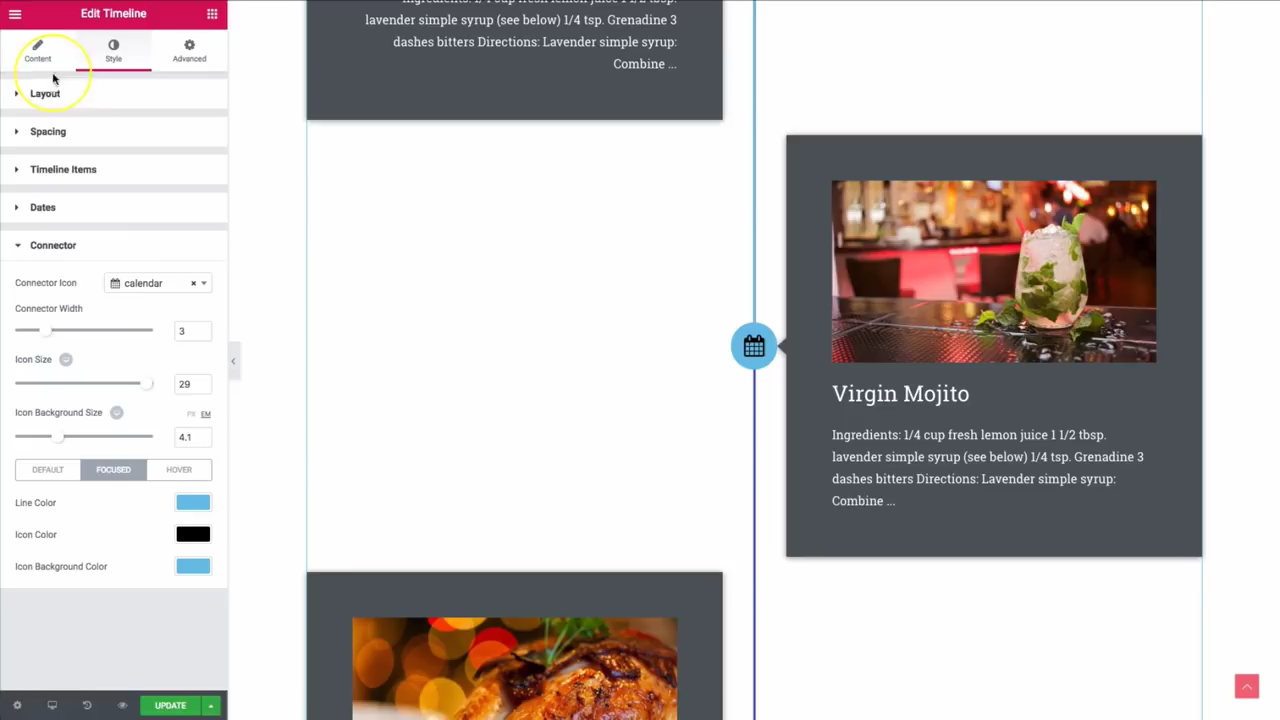 Edit Timeline
Content
Style
Advanced
Layout
Spacing
Timeline Items
Dates
Connector
Connector Icon
calendar
Connector Width
3
Icon Size
29
Icon Background Size
PX EM
4.1
DEFAULT
FOCUSED
HOVER
Line Color
Icon Color
Icon Background Color
UPDATE
lavender simple syrup (see below) 1/4 tsp. Grenadine 3
dashes bitters Directions: Lavender simple syrup:
Combine ...
Virgin Mojito
Ingredients: 1/4 cup fresh lemon juice 1 1/2 tbsp.
lavender simple syrup (see below) 1/4 tsp. Grenadine 3
dashes bitters Directions: Lavender simple syrup:
Combine ...